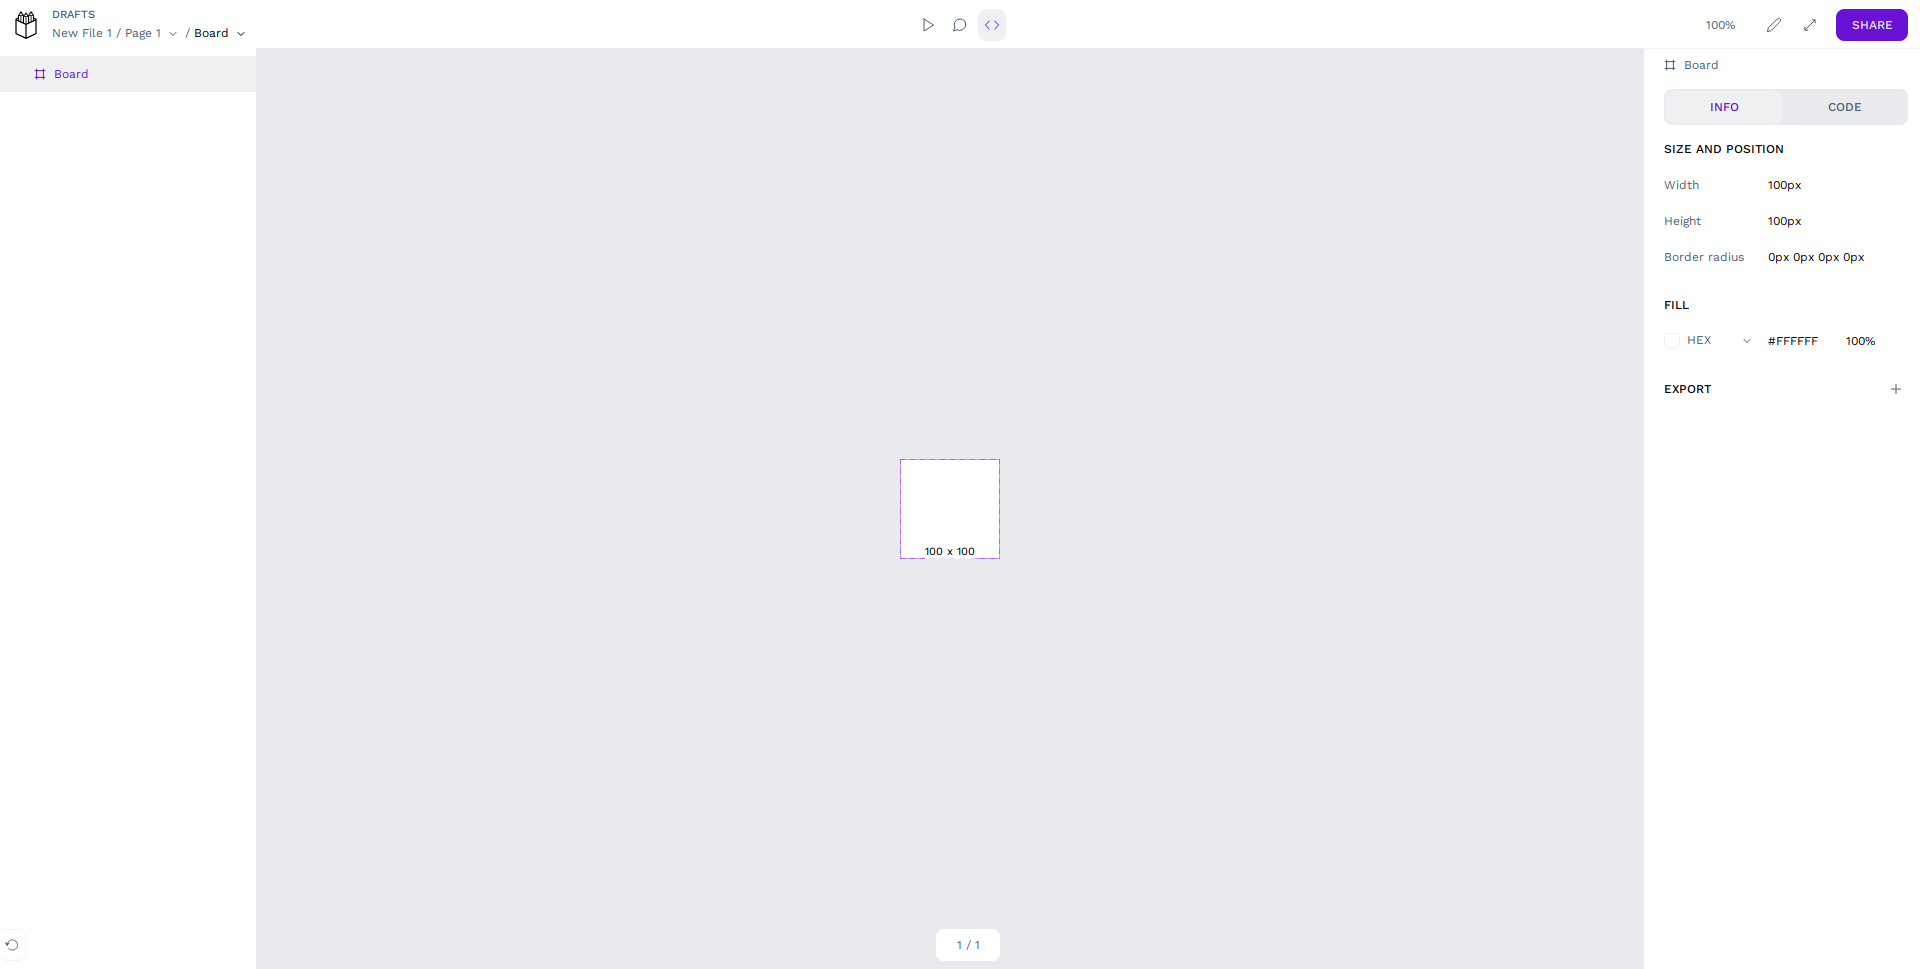 DRAFTS
New File 1 / Page 1 / Board
100%
SHARE
Board
Board
INFO CODE
SIZE AND POSITION
Width 100px
Height 100px
Border radius 0px 0px 0px 0px
FILL
HEX #FFFFFF 100%
EXPORT
100 x 100
1 / 1